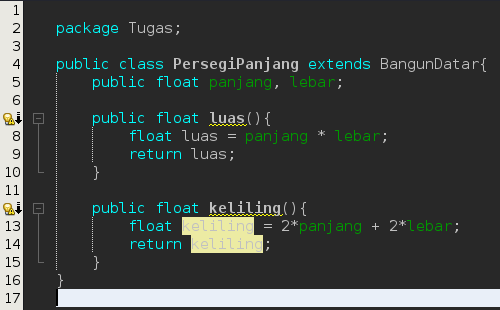 1
2 package Tugas;
3
4 public class PersegiPanjang extends BangunDatar{
5 public float panjang, lebar;
6
public float luas(){
8 float luas = panjang * lebar;
9 return luas;
10 }
11
public float keliling(){
13 float keliling = 2*panjang + 2*lebar;
14 return keliling;
15 }
16 }
17